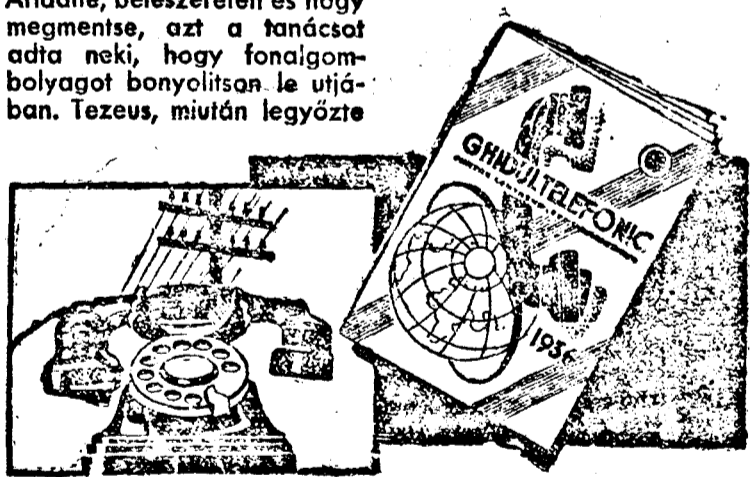 Ariadne, beleszeretett és hogy
megmentse, azt a tanácsot
adta neki, hogy fonalgom-
bolyagot bonyolitson le utjá-
ban. Tezeus, miután legyőzte
GHIDUL TELEFONIC
1936